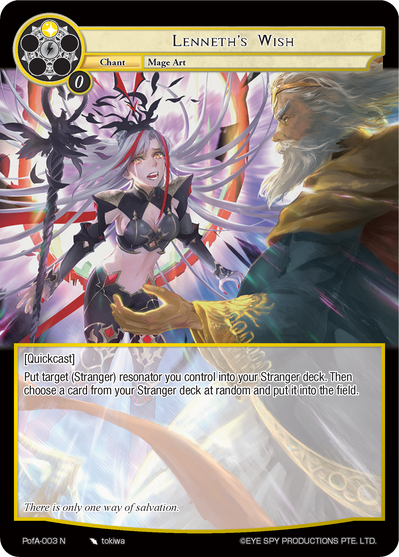 Lenneth's Wish
Chant Mage Art
0
[Quickcast]
Put target (Stranger) resonator you control into your Stranger deck. Then
choose a card from your Stranger deck at random and put it into the field.
There is only one way of salvation.
PofA-003 N tokiwa ©EYE SPY PRODUCTIONS PTE. LTD.